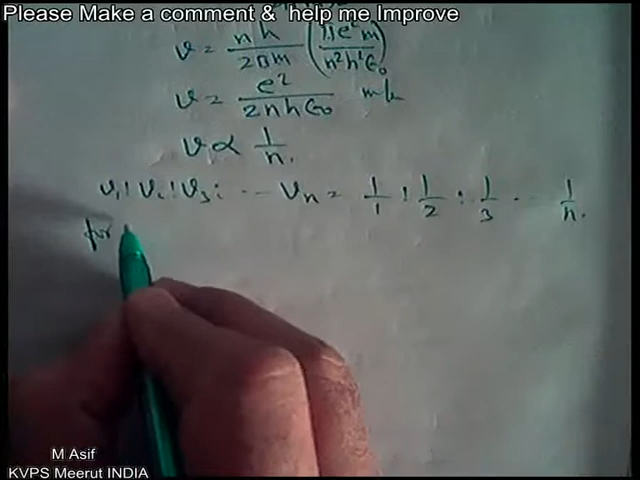 Please Make a comment & help me Improve
v = nh/2πm (πe²m/n²h²ε₀)
v = e²/2nhε₀ m/s
v ∝ 1/n.
v₁ : v₂ : v₃ : -- vₙ = 1/1 : 1/2 : 1/3 -- 1/n.
for
M Asif
KVPS Meerut INDIA